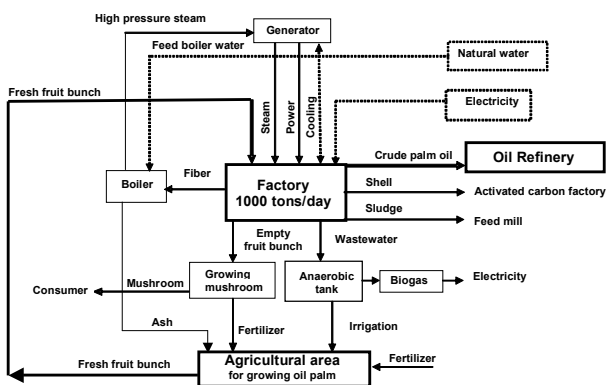 High pressure steam
Generator
Feed boiler water
Natural water
Fresh fruit bunch
Electricity
Steam
Power
Cooling
Crude palm oil
Oil Refinery
Boiler
Fiber
Factory
1000 tons/day
Shell
Activated carbon factory
Sludge
Feed mill
Empty
fruit bunch
Wastewater
Consumer
Mushroom
Growing
mushroom
Anaerobic
tank
Biogas
Electricity
Ash
Fertilizer
Irrigation
Fresh fruit bunch
Agricultural area
for growing oil palm
Fertilizer